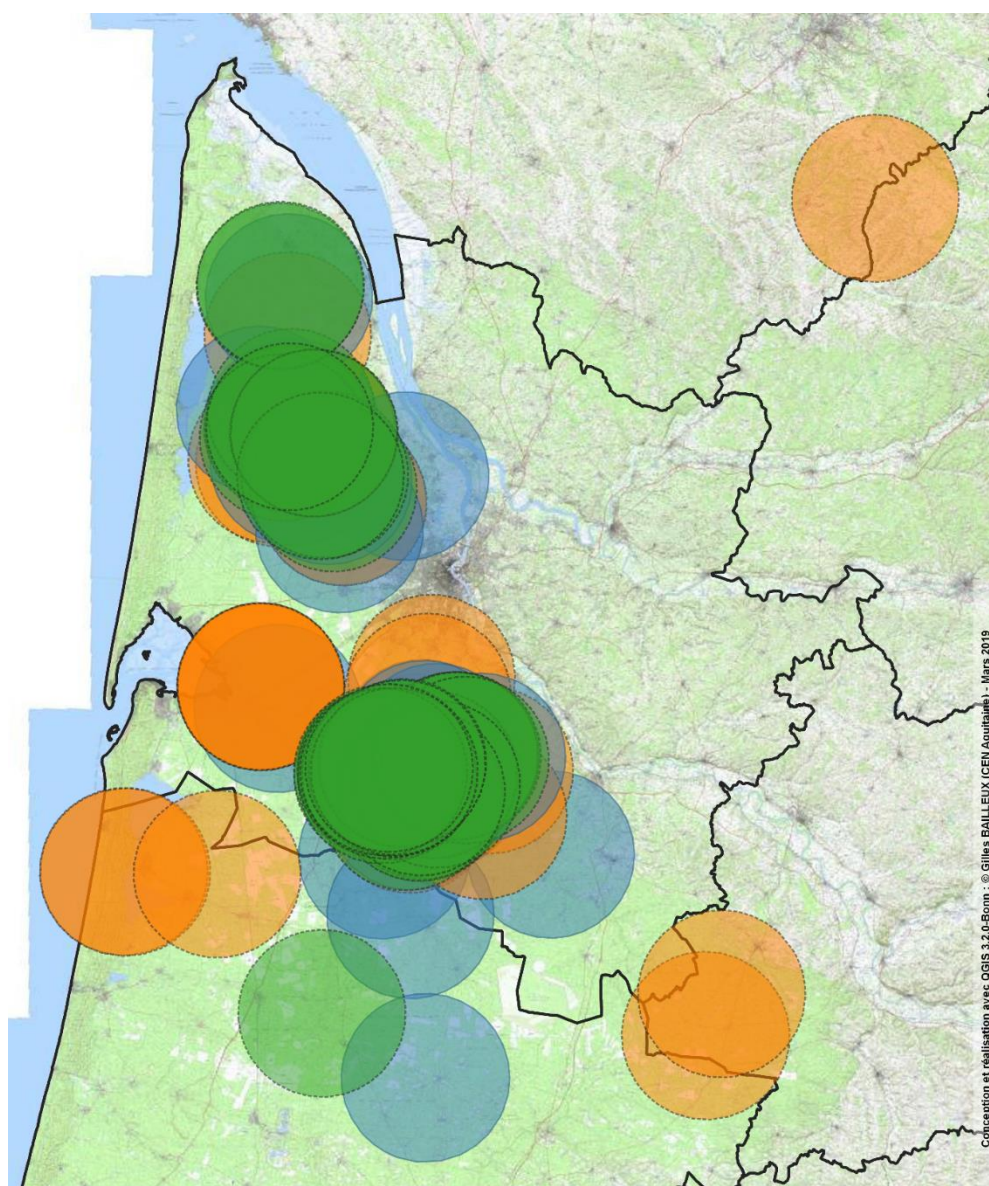 Conception et réalisation avec QGIS 3.2.0-Bonn : © Gilles BAILLEUX (CEN Aquitaine) - Mars 2019